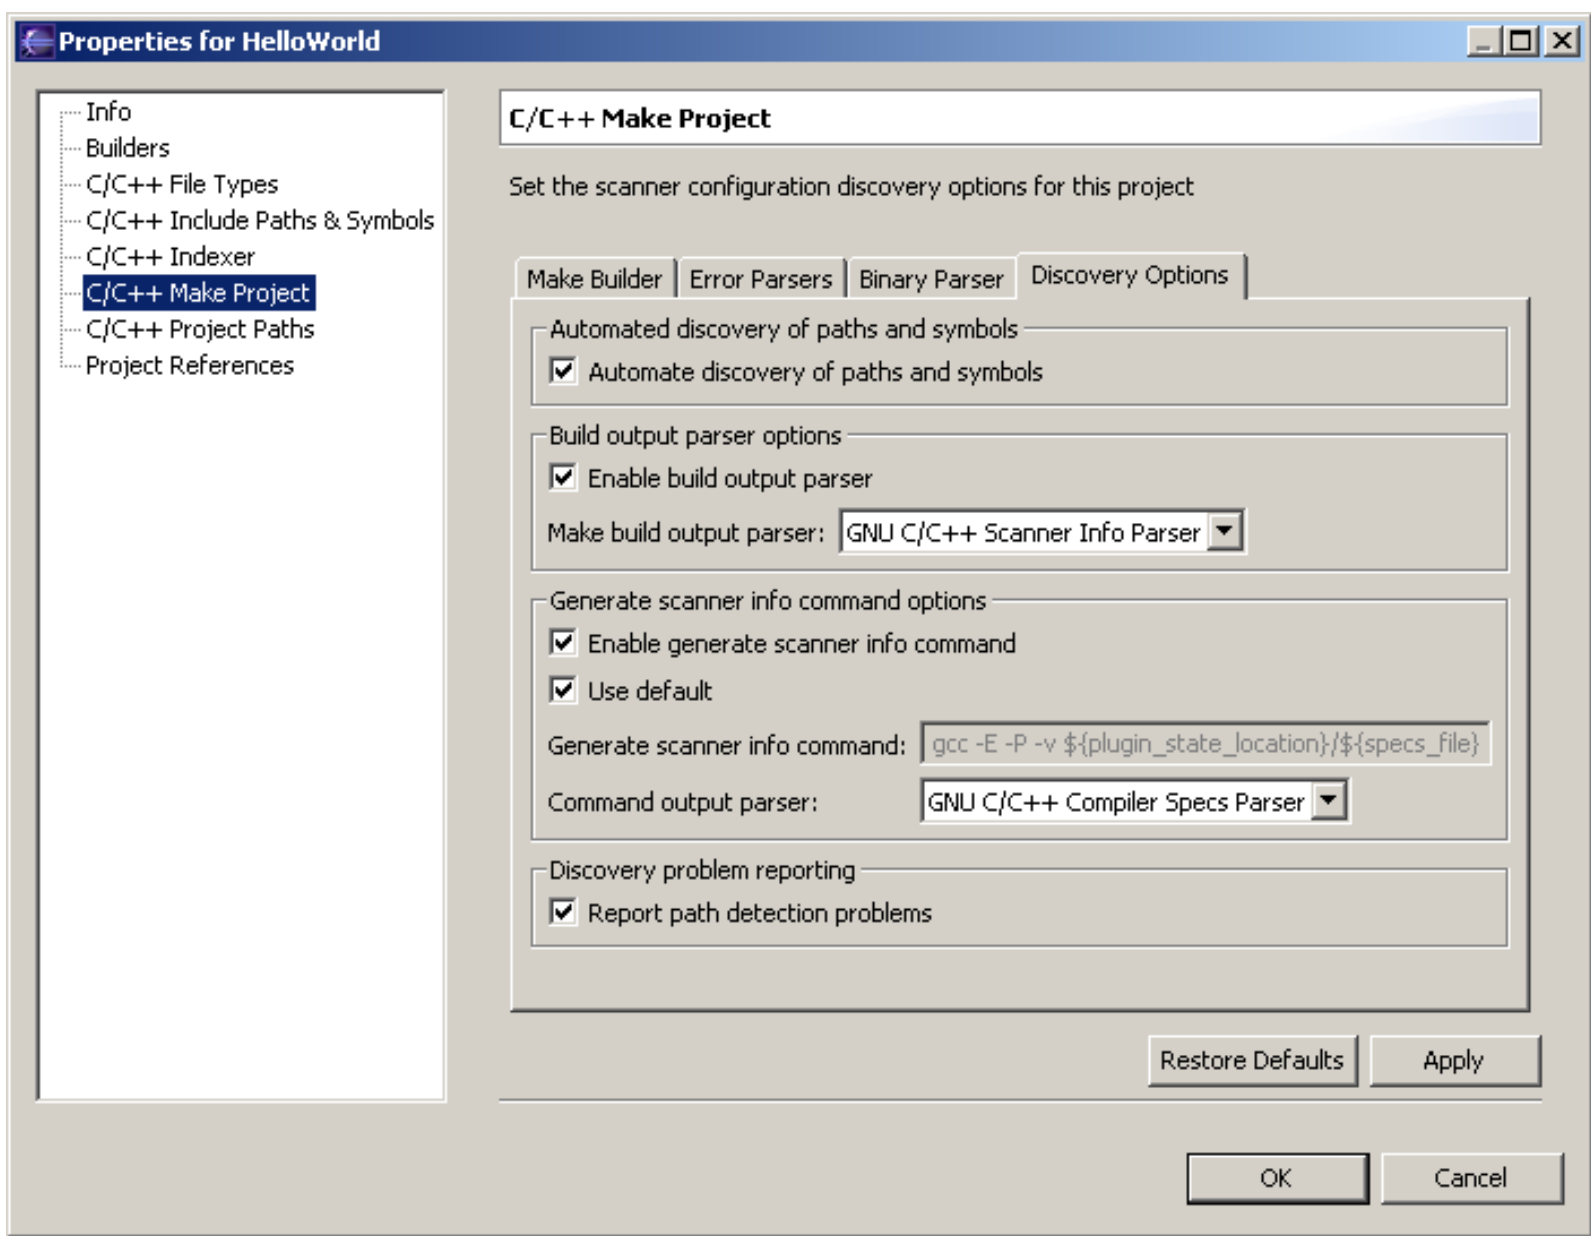 Properties for HelloWorld
Info
Builders
C/C++ File Types
C/C++ Include Paths & Symbols
C/C++ Indexer
C/C++ Make Project
C/C++ Project Paths
Project References
C/C++ Make Project
Set the scanner configuration discovery options for this project
Make Builder Error Parsers Binary Parser Discovery Options
Automated discovery of paths and symbols
Automate discovery of paths and symbols
Build output parser options
Enable build output parser
Make build output parser: GNU C/C++ Scanner Info Parser
Generate scanner info command options
Enable generate scanner info command
Use default
Generate scanner info command: gcc -E -P -v ${plugin_state_location}/${specs_file}
Command output parser: GNU C/C++ Compiler Specs Parser
Discovery problem reporting
Report path detection problems
Restore Defaults Apply
OK Cancel